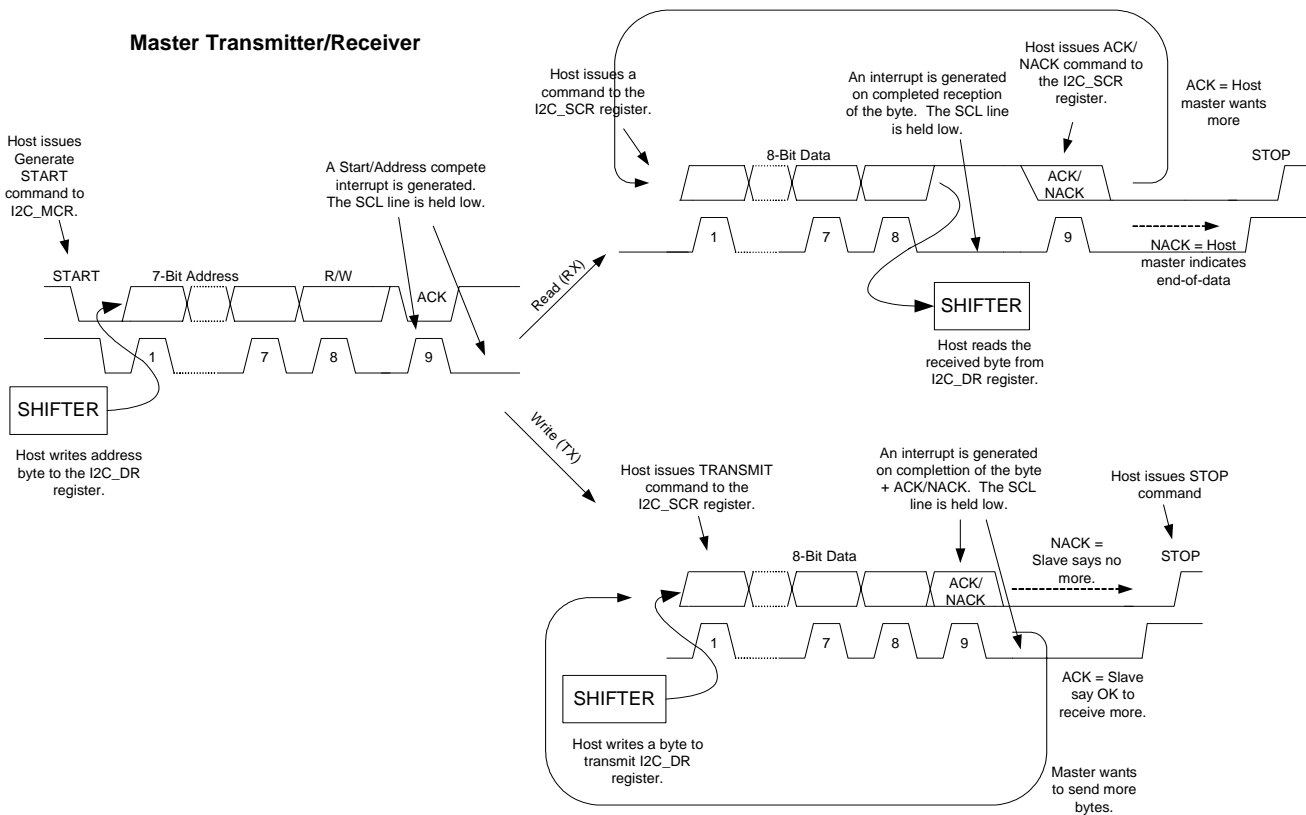 Master Transmitter/Receiver
Host issues
Generate
START
command to
I2C_MCR.
A Start/Address compete
interrupt is generated.
The SCL line is held low.
START
7-Bit Address
R/W
ACK
1
7
8
9
SHIFTER
Host writes address
byte to the I2C_DR
register.
Read (RX)
Write (TX)
Host issues a
command to the
I2C_SCR register.
An interrupt is generated
on completed reception
of the byte. The SCL line
is held low.
Host issues ACK/
NACK command to
the I2C_SCR
register.
ACK = Host
master wants
more
8-Bit Data
STOP
ACK/
NACK
1
7
8
9
NACK = Host
master indicates
end-of-data
SHIFTER
Host reads the
received byte from
I2C_DR register.
Host issues TRANSMIT
command to the
I2C_SCR register.
An interrupt is generated
on complettion of the byte
+ ACK/NACK. The SCL
line is held low.
Host issues STOP
command
8-Bit Data
NACK =
Slave says no
more.
STOP
ACK/
NACK
1
7
8
9
SHIFTER
ACK = Slave
say OK to
receive more.
Host writes a byte to
transmit I2C_DR
register.
Master wants
to send more
bytes.